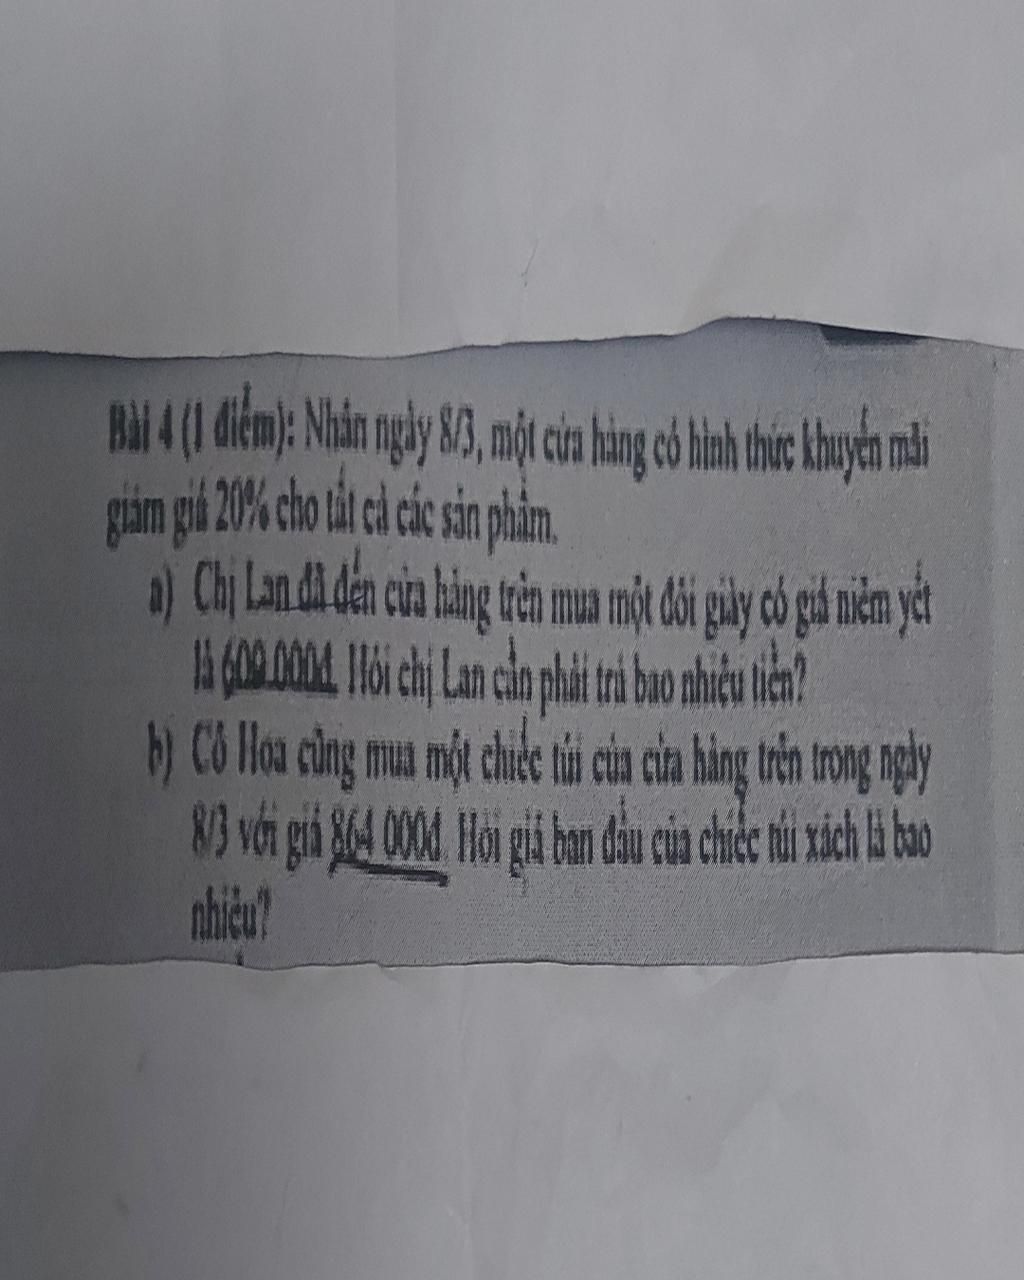 Bài 4 (1 điểm): Nhân ngày 8/3, một cửa hàng có hình thức khuyến mãi
giảm giá 20% cho tất cả các sản phẩm.
a) Chị Lan đã đến cửa hàng trên mua một đôi giày có giá niêm yết
là 600.000đ. Hỏi chị Lan cần phải trả bao nhiêu tiền?
b) Cô Hoa cũng mua một chiếc túi của cửa hàng trên trong ngày
8/3 với giá 864 000đ. Hỏi giá ban đầu của chiếc túi xách là bao
nhiêu?